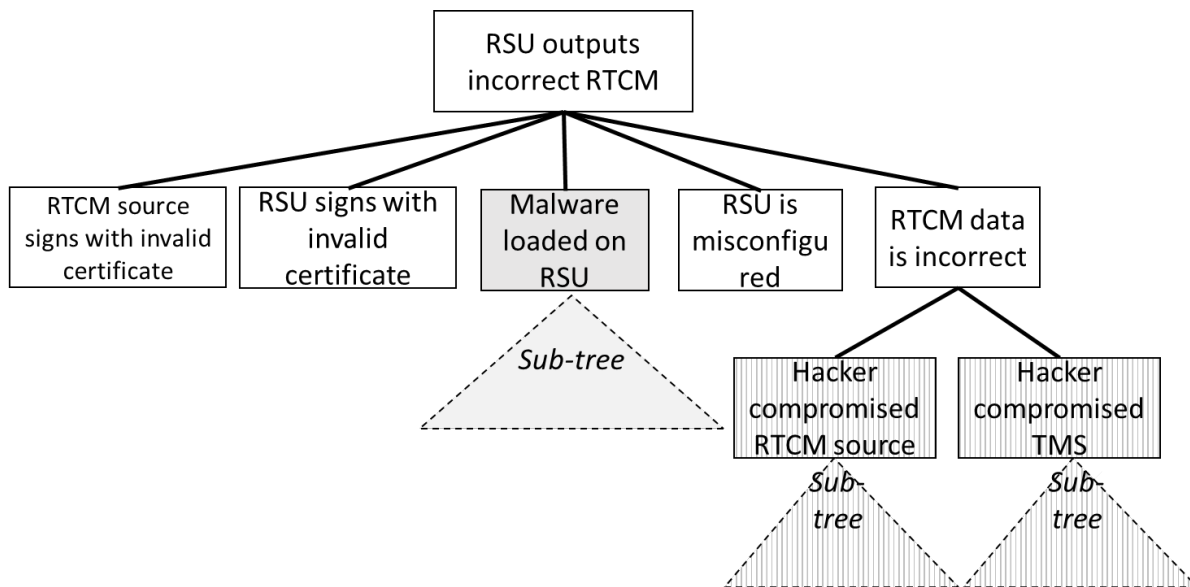 RSU outputs
incorrect RTCM
RTCM source
signs with invalid
certificate
RSU signs with
invalid
certificate
Malware
loaded on
RSU
RSU is
misconfigu
red
RTCM data
is incorrect
Sub-tree
Hacker
compromised
RTCM source
Hacker
compromised
TMS
Sub-
tree
Sub-
tree